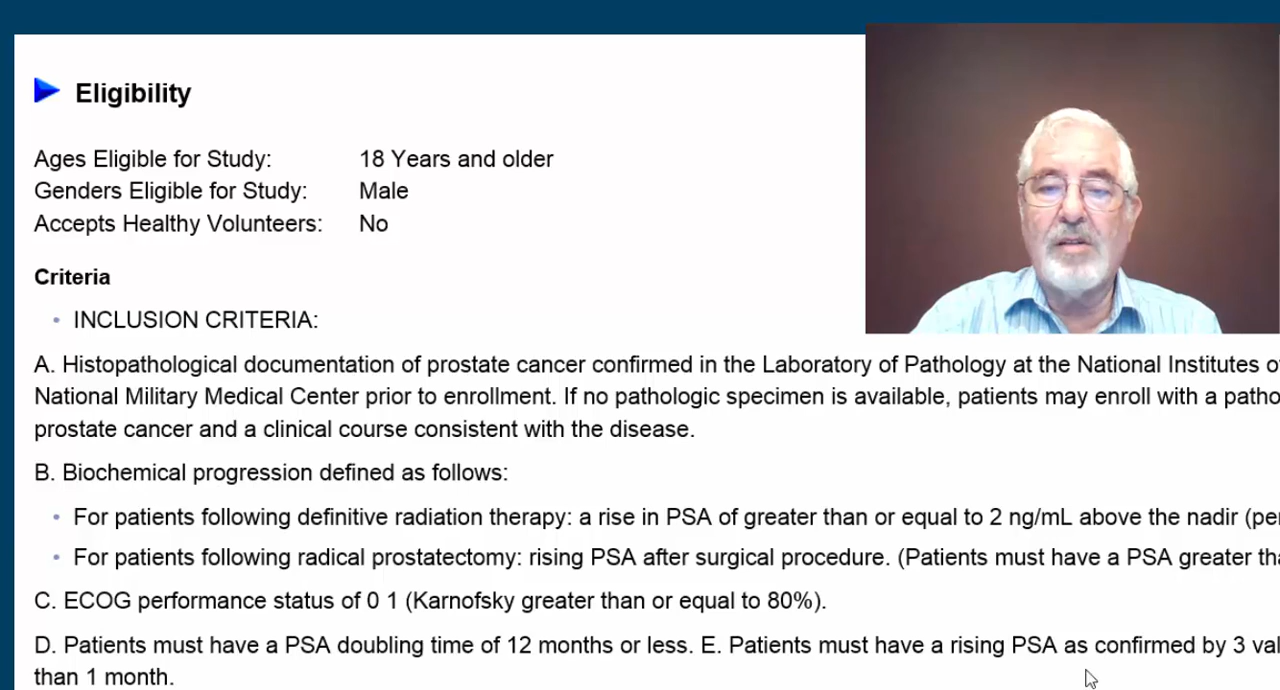 Eligibility
Ages Eligible for Study: 18 Years and older
Genders Eligible for Study: Male
Accepts Healthy Volunteers: No
Criteria
• INCLUSION CRITERIA:
A. Histopathological documentation of prostate cancer confirmed in the Laboratory of Pathology at the National Institutes
National Military Medical Center prior to enrollment. If no pathologic specimen is available, patients may enroll with a
prostate cancer and a clinical course consistent with the disease.
B. Biochemical progression defined as follows:
• For patients following definitive radiation therapy: a rise in PSA of greater than or equal to 2 ng/mL above the nadir
• For patients following radical prostatectomy: rising PSA after surgical procedure. (Patients must have a PSA greater
C. ECOG performance status of 0 1 (Karnofsky greater than or equal to 80%).
D. Patients must have a PSA doubling time of 12 months or less. E. Patients must have a rising PSA as confirmed by 3
than 1 month.